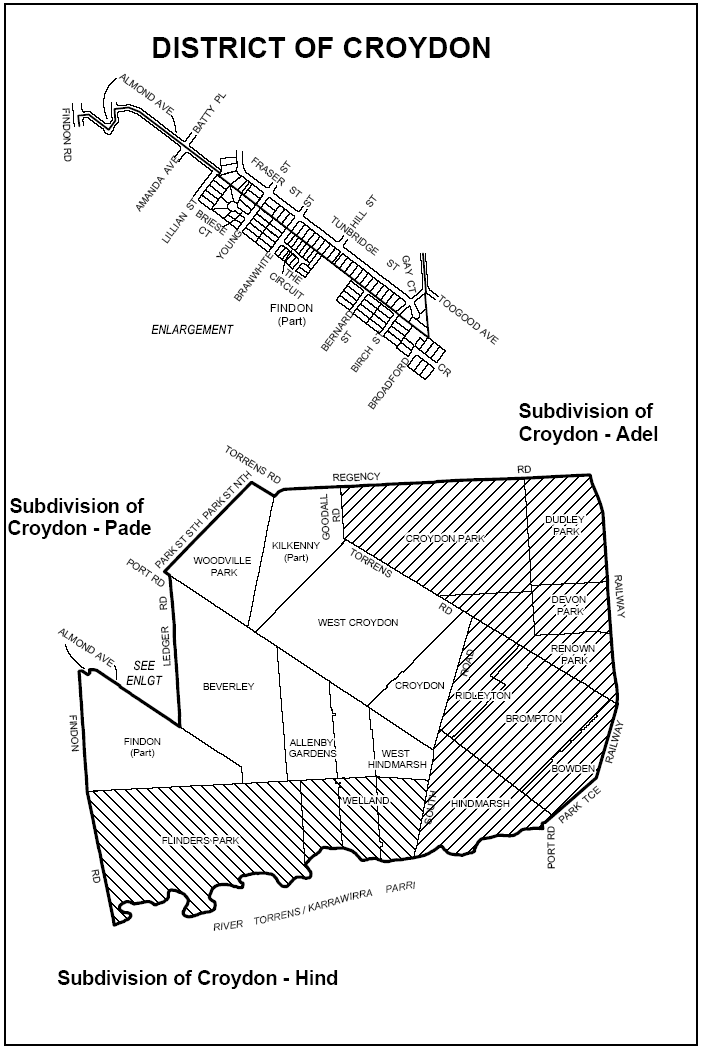 DISTRICT OF CROYDON
ALMOND AVE
BATTY PL
FINDON RD
AMANDA AVE
FRASER ST
ST
ST
HILL ST
LILLIAN ST
BRIESE
CT
YOUNG
TUNBRIDGE ST
BRANWHITE
THE
CIRCUIT
GAY CT
TOOGOOD AVE
FINDON
(Part)
ENLARGEMENT
BERNARD
ST
BIRCH S
BROADFORD
CR
Subdivision of
Croydon - Adel
TORRENS RD
REGENCY
RD
Subdivision of
Croydon - Pade
PARK ST STH PARK ST NTH
GOODALL
RD
DUDLEY
PARK
CROYDON PARK
KILKENNY
(Part)
WOODVILLE
PARK
PORT RD
TORRENS
RD
RAILWAY
DEVON
PARK
LEDGER RD
WEST CROYDON
RENOWN
PARK
ALMOND AVE
SEE
ENLGT
ROAD
BEVERLEY
CROYDON
RIDLEYTON
BROMPTON
FINDON
FINDON
(Part)
ALLENBY
GARDENS
WEST
HINDMARSH
RAILWAY
BOWDEN
WELLAND
SOUTH
HINDMARSH
PARK TCE
FLINDERS PARK
PORT RD
RD
RIVER TORRENS / KARRAWIRRA PARRI
Subdivision of Croydon - Hind